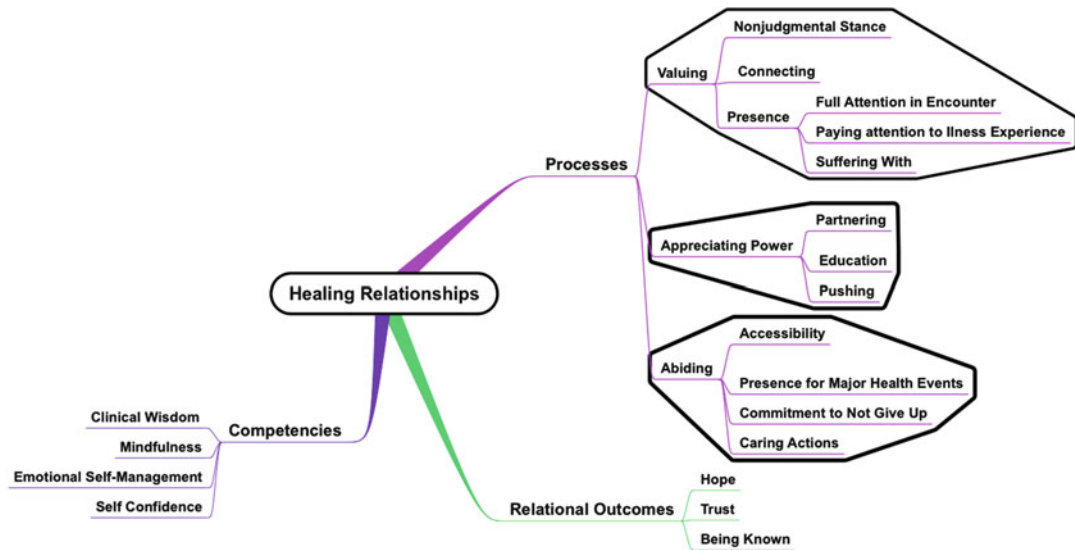 Nonjudgmental Stance
Valuing
Connecting
Full Attention in Encounter
Presence
Paying attention to Ilness Experience
Suffering With
Processes
Partnering
Appreciating Power
Education
Pushing
Healing Relationships
Accessibility
Abiding
Presence for Major Health Events
Commitment to Not Give Up
Caring Actions
Clinical Wisdom
Competencies
Mindfulness
Emotional Self-Management
Self Confidence
Hope
Relational Outcomes
Trust
Being Known